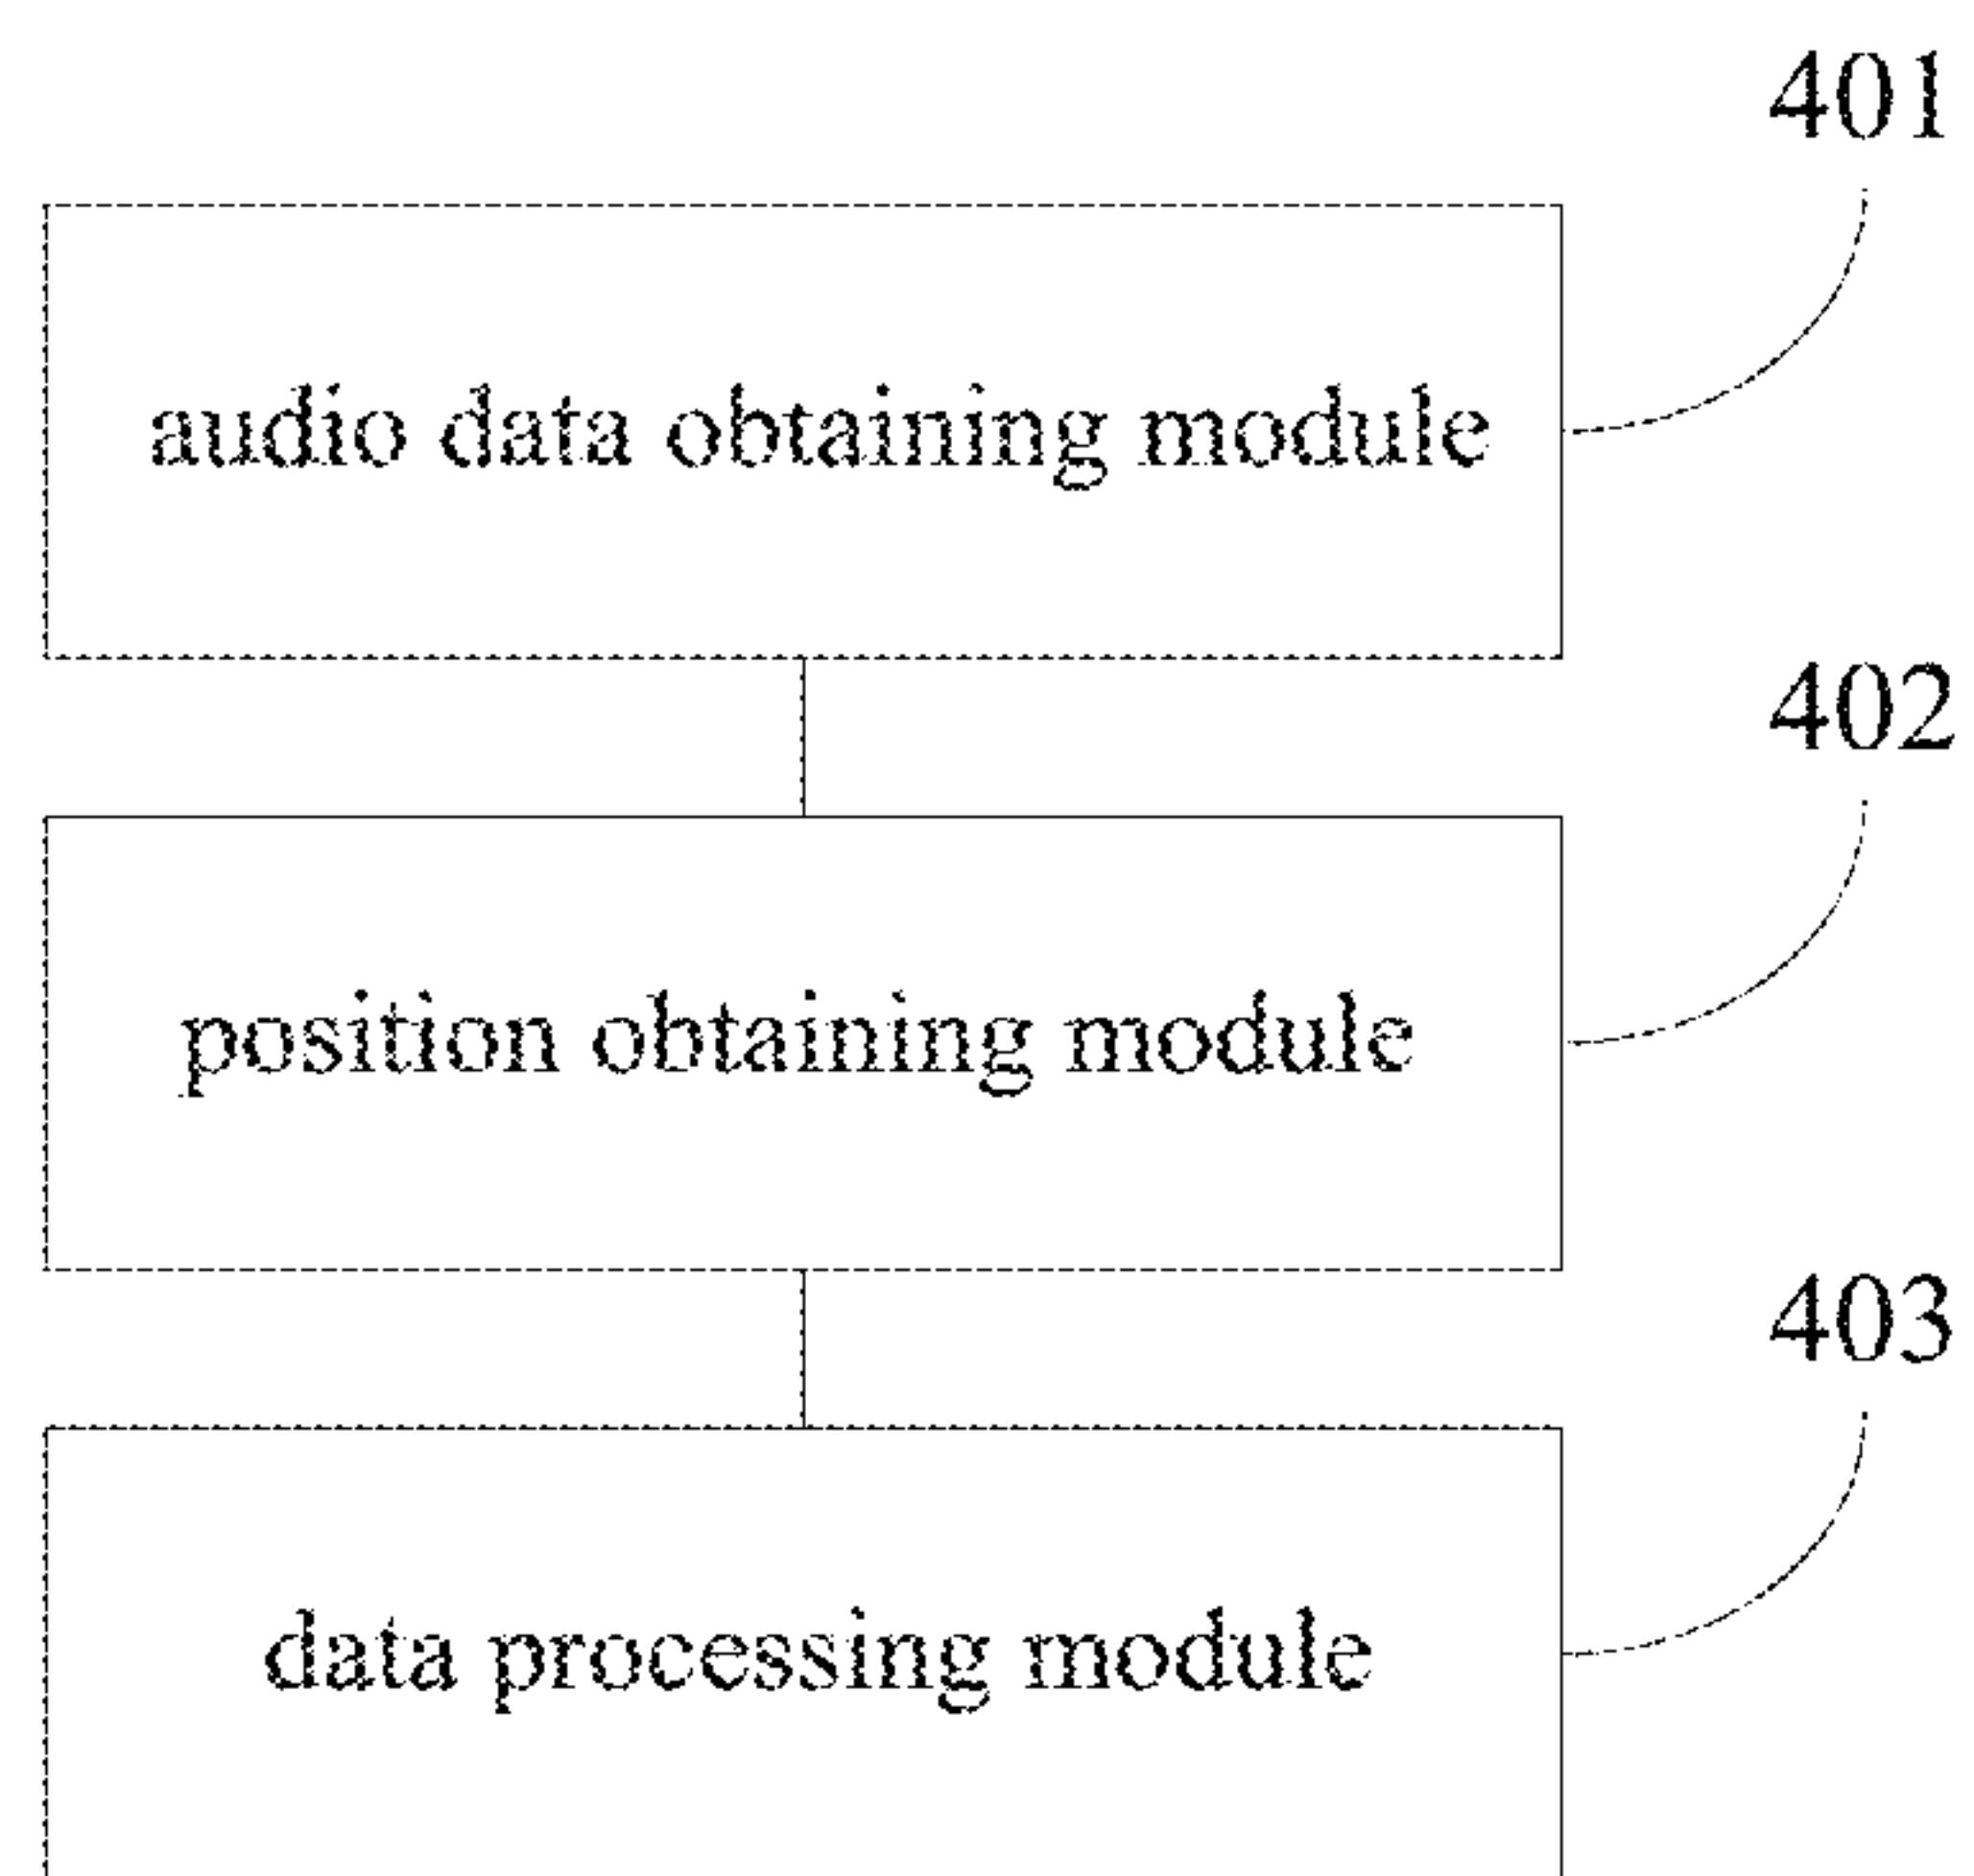 401
audio data obtaining module
402
position obtaining module
403
data processing module